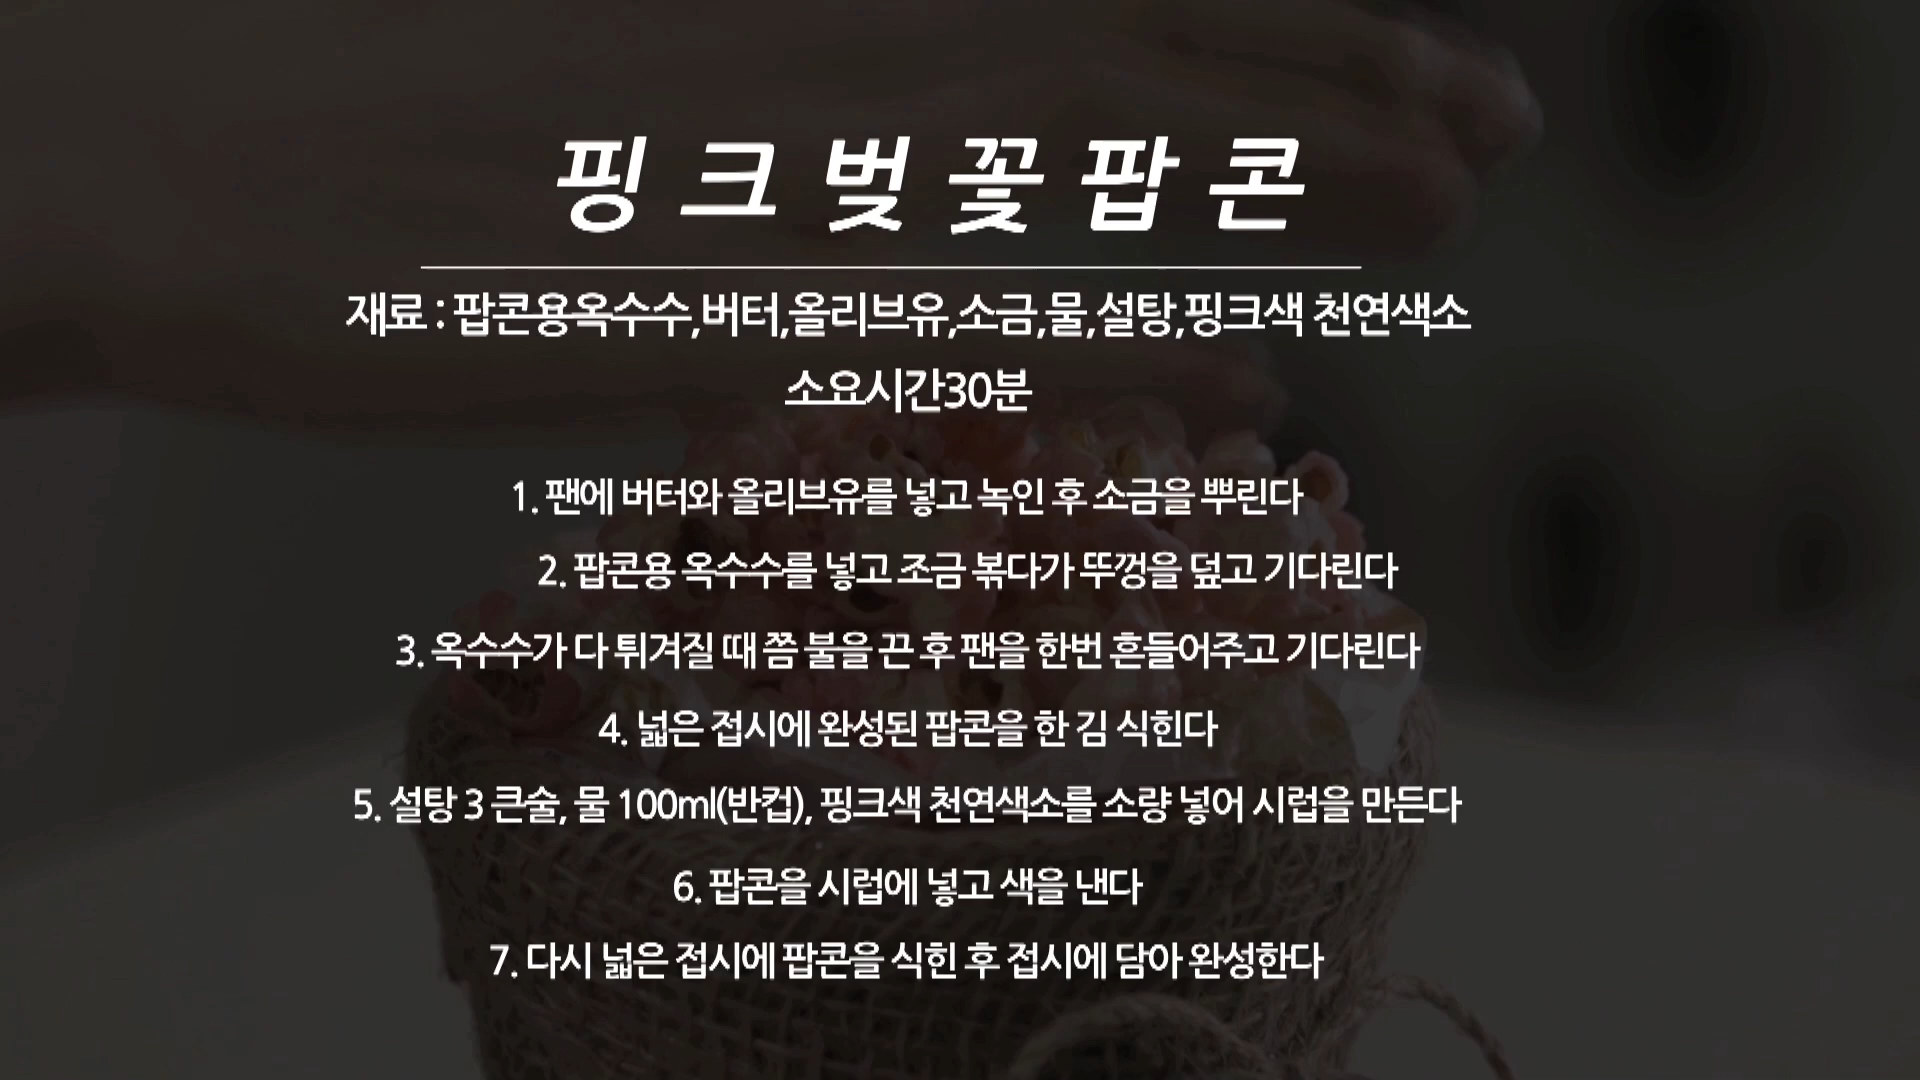 핑크벚꽃팝콘
재료 : 팝콘용옥수수,버터,올리브유,소금,물,설탕,핑크색 천연색소
소요시간30분
1. 팬에 버터와 올리브유를 넣고 녹인 후 소금을 뿌린다
2. 팝콘용 옥수수를 넣고 조금 볶다가 뚜껑을 덮고 기다린다
3. 옥수수가 다 튀겨질 때 쯤 불을 끈 후 팬을 한번 흔들어주고 기다린다
4. 넓은 접시에 완성된 팝콘을 한 김 식힌다
5. 설탕 3 큰술, 물 100ml(반컵), 핑크색 천연색소를 소량 넣어 시럽을 만든다
6. 팝콘을 시럽에 넣고 색을 낸다
7. 다시 넓은 접시에 팝콘을 식힌 후 접시에 담아 완성한다